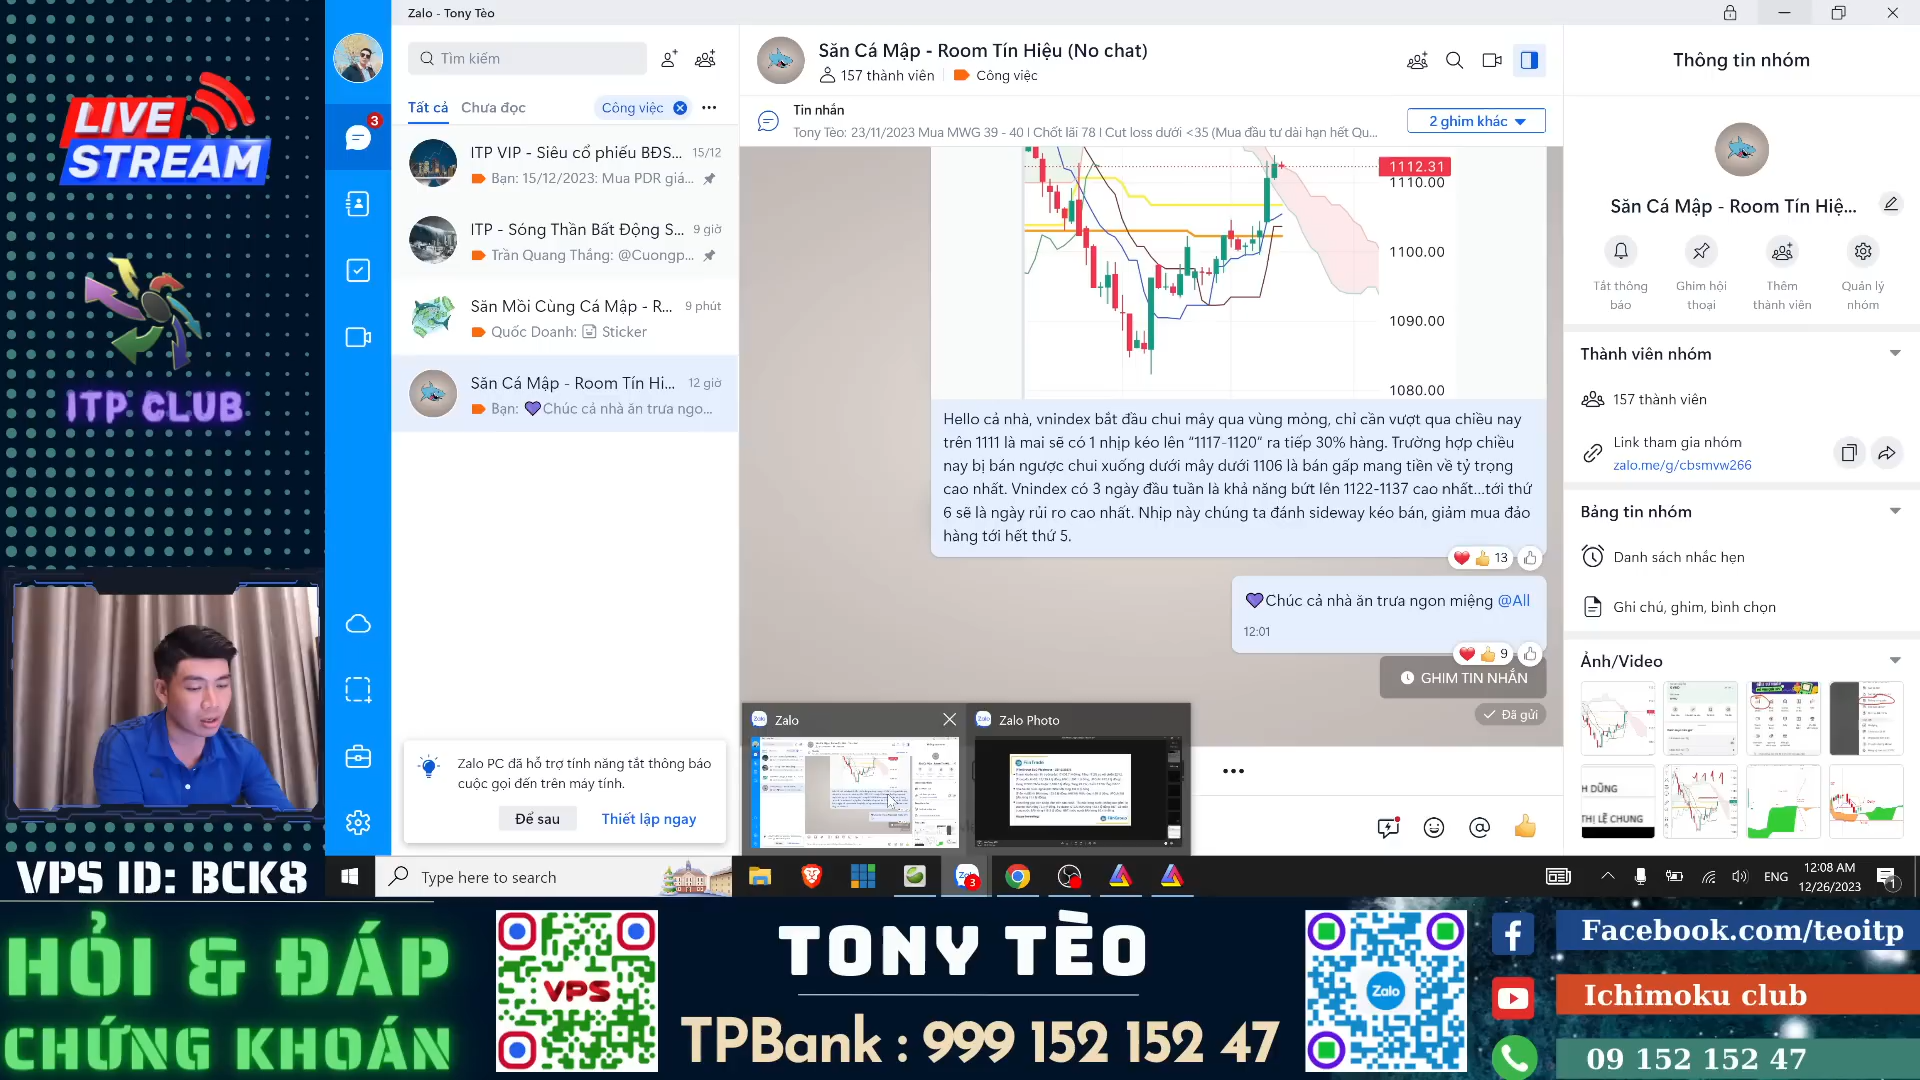 Zalo - Tony Tèo
LIVE
STREAM
ITP CLUB
VPS ID: BCK8
3
Tìm kiếm
Tất cả
Chưa đọc
Công việc
ITP VIP - Siêu cổ phiếu BĐS...
15/12
Bạn: 15/12/2023: Mua PDR giá...
ITP - Sóng Thần Bất Động S...
9 giờ
Trần Quang Thắng: @Cuongp...
Săn Mồi Cùng Cá Mập - R...
9 phút
Quốc Doanh: Sticker
Săn Cá Mập - Room Tín Hi...
12 giờ
Bạn: 💜Chúc cả nhà ăn trưa ngo...
Zalo PC đã hỗ trợ tính năng tắt thông báo
cuộc gọi đến trên máy tính.
Để sau
Thiết lập ngay
Săn Cá Mập - Room Tín Hiệu (No chat)
157 thành viên
Công việc
Tin nhắn
Tony Tèo: 23/11/2023 Mua MWG 39 - 40 | Chốt lãi 78 | Cut loss dưới <35 (Mua đầu tư dài hạn hết Qu...
2 ghim khác
1112.31
1110.00
1100.00
1090.00
1080.00
Hello cả nhà, vnindex bắt đầu chui mây qua vùng mỏng, chỉ cần vượt qua chiều nay
trên 1111 là mai sẽ có 1 nhịp kéo lên “1117-1120” ra tiếp 30% hàng. Trường hợp chiều
nay bị bán ngược chui xuống dưới mây dưới 1106 là bán gấp mang tiền về tỷ trọng
cao nhất. Vnindex có 3 ngày đầu tuần là khả năng bứt lên 1122-1137 cao nhất...tới thứ
6 sẽ là ngày rủi ro cao nhất. Nhịp này chúng ta đánh sideway kéo bán, giảm mua đảo
hàng tới hết thứ 5.
13
💜Chúc cả nhà ăn trưa ngon miệng @All
12:01
9
GHIM TIN NHẮN
Đã gửi
Zalo
Zalo Photo
Thông tin nhóm
Săn Cá Mập - Room Tín Hiệ...
Tắt thông
báo
Ghim hội
thoại
Thêm
thành viên
Quản lý
nhóm
Thành viên nhóm
157 thành viên
Link tham gia nhóm
zalo.me/g/cbsmvw266
Bảng tin nhóm
Danh sách nhắc hẹn
Ghi chú, ghim, bình chọn
Ảnh/Video
H DŨNG
THỊ LỆ CHUNG
Type here to search
3
ENG
12:08 AM
12/26/2023
1
HỎI & ĐÁP
CHỨNG KHOÁN
VPS
TONY TÈO
TPBank : 999 152 152 47
Zalo
Facebook.com/teoitp
Ichimoku club
09 152 152 47